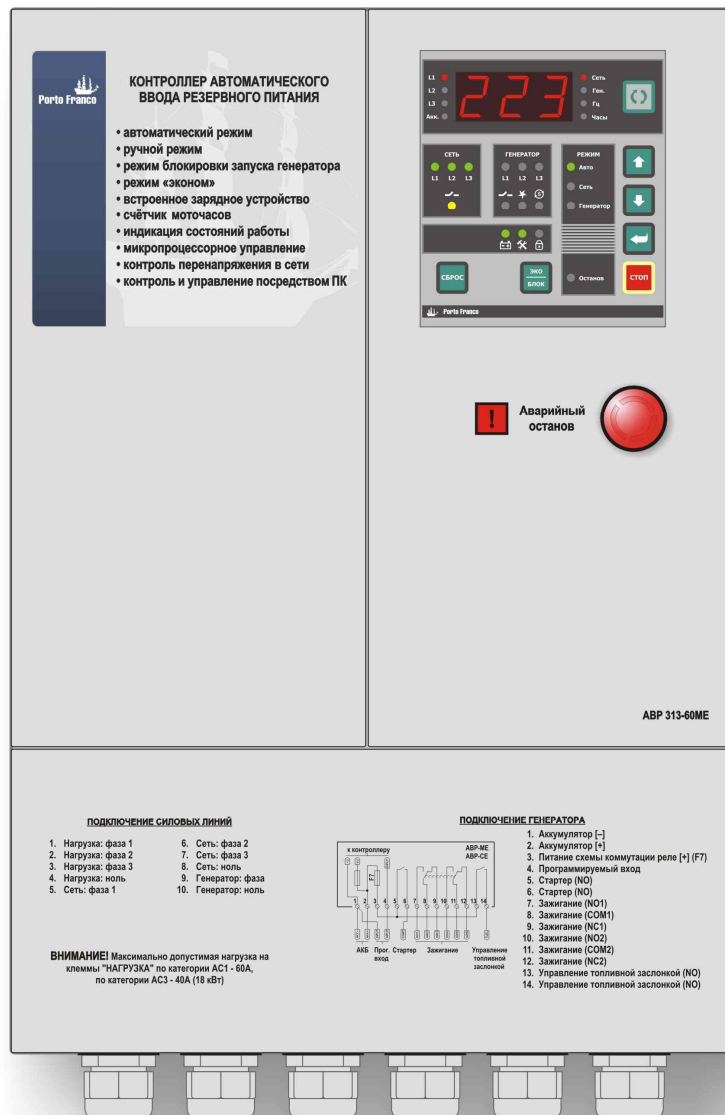 Porto Franco
КОНТРОЛЛЕР АВТОМАТИЧЕСКОГО
ВВОДА РЕЗЕРВНОГО ПИТАНИЯ
• автоматический режим
• ручной режим
• режим блокировки запуска генератора
• режим «эконом»
• встроенное зарядное устройство
• счётчик моточасов
• индикация состояний работы
• микропроцессорное управление
• контроль перенапряжения в сети
• контроль и управление посредством ПК
L1
L2
L3
Акк.
223
Сеть
Ген.
Гц
Часы
СЕТЬ
L1 L2 L3
ГЕНЕРАТОР
L1 L2 L3
РЕЖИМ
Авто
Сеть
Генератор
Останов
СБРОС
ЭКО
БЛОК
СТОП
Porto Franco
!
Аварийный
останов
АВР 313-60МЕ
ПОДКЛЮЧЕНИЕ СИЛОВЫХ ЛИНИЙ
1. Нагрузка: фаза 1
2. Нагрузка: фаза 2
3. Нагрузка: фаза 3
4. Нагрузка: ноль
5. Сеть: фаза 1
6. Сеть: фаза 2
7. Сеть: фаза 3
8. Сеть: ноль
9. Генератор: фаза
10. Генератор: ноль
ВНИМАНИЕ! Максимально допустимая нагрузка на
клеммы "НАГРУЗКА" по категории АС1 - 60А,
по категории АС3 - 40А (18 кВт)
ПОДКЛЮЧЕНИЕ ГЕНЕРАТОРА
к контроллеру
АВР-МЕ
АВР-СЕ
F7
1 2 3 4 5 6 7 8 9 10 11 12 13 14
АКБ
Прог.
вход
Стартер
Зажигание
Управление
топливной
заслонкой
1. Аккумулятор [–]
2. Аккумулятор [+]
3. Питание схемы коммутации реле [+] (F7)
4. Программируемый вход
5. Стартер (NO)
6. Стартер (NO)
7. Зажигание (NO1)
8. Зажигание (COM1)
9. Зажигание (NC1)
10. Зажигание (NO2)
11. Зажигание (COM2)
12. Зажигание (NC2)
13. Управление топливной заслонкой (NO)
14. Управление топливной заслонкой (NO)